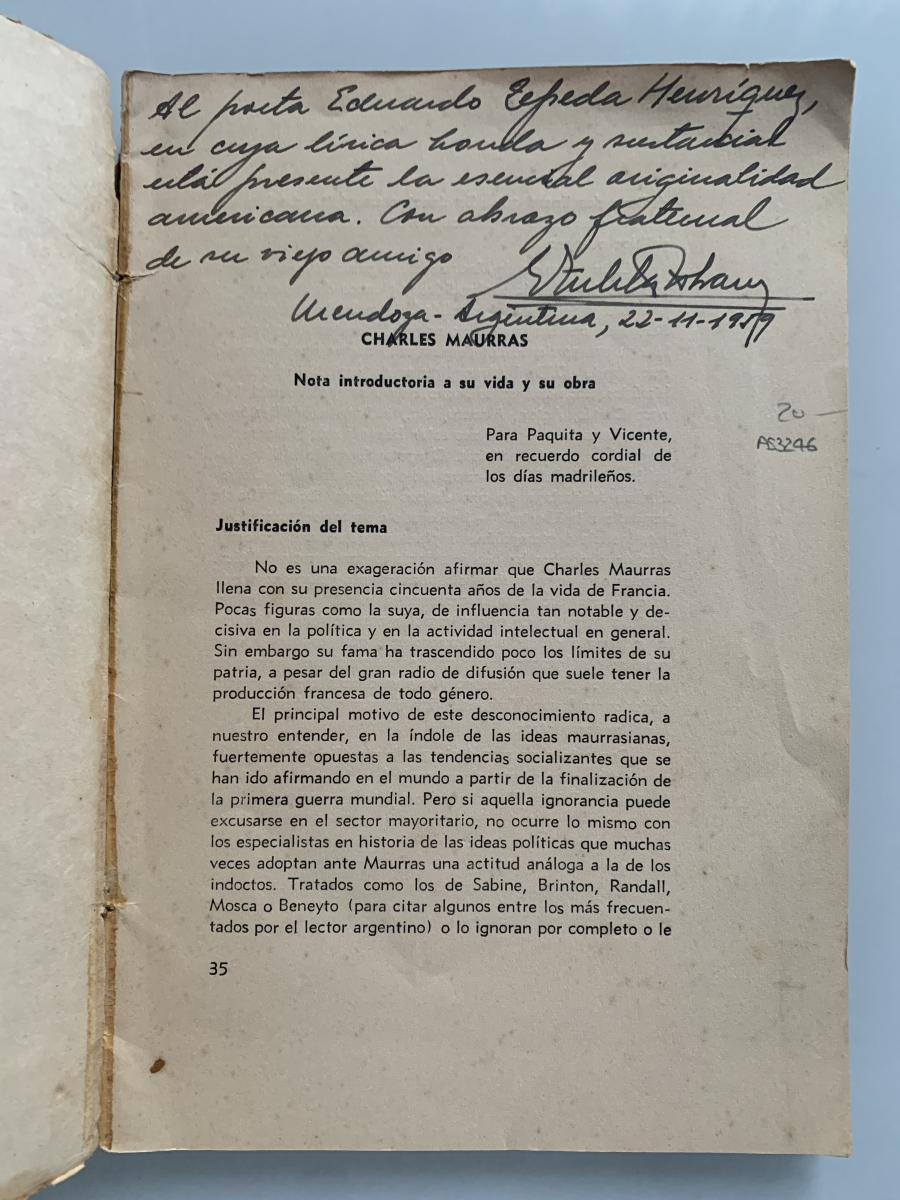 Al poeta Eduardo Zepeda Henríquez,
en cuya lírica honda y sustancial
está presente la esencial originalidad
americana. Con abrazo fraternal
de su viejo amigo
Mendoza - Argentina, 22-11-1959
CHARLES MAURRAS
Nota introductoria a su vida y su obra
20—
AS3246
Para Paquita y Vicente,
en recuerdo cordial de
los días madrileños.
Justificación del tema
No es una exageración afirmar que Charles Maurras
llena con su presencia cincuenta años de la vida de Francia.
Pocas figuras como la suya, de influencia tan notable y de-
cisiva en la política y en la actividad intelectual en general.
Sin embargo su fama ha trascendido poco los límites de su
patria, a pesar del gran radio de difusión que suele tener la
producción francesa de todo género.
El principal motivo de este desconocimiento radica, a
nuestro entender, en la índole de las ideas maurrasianas,
fuertemente opuestas a las tendencias socializantes que se
han ido afirmando en el mundo a partir de la finalización de
la primera guerra mundial. Pero si aquella ignorancia puede
excusarse en el sector mayoritario, no ocurre lo mismo con
los especialistas en historia de las ideas políticas que muchas
veces adoptan ante Maurras una actitud análoga a la de los
indoctos. Tratados como los de Sabine, Brinton, Randall,
Mosca o Beneyto (para citar algunos entre los más frecuen-
tados por el lector argentino) o lo ignoran por completo o le
35